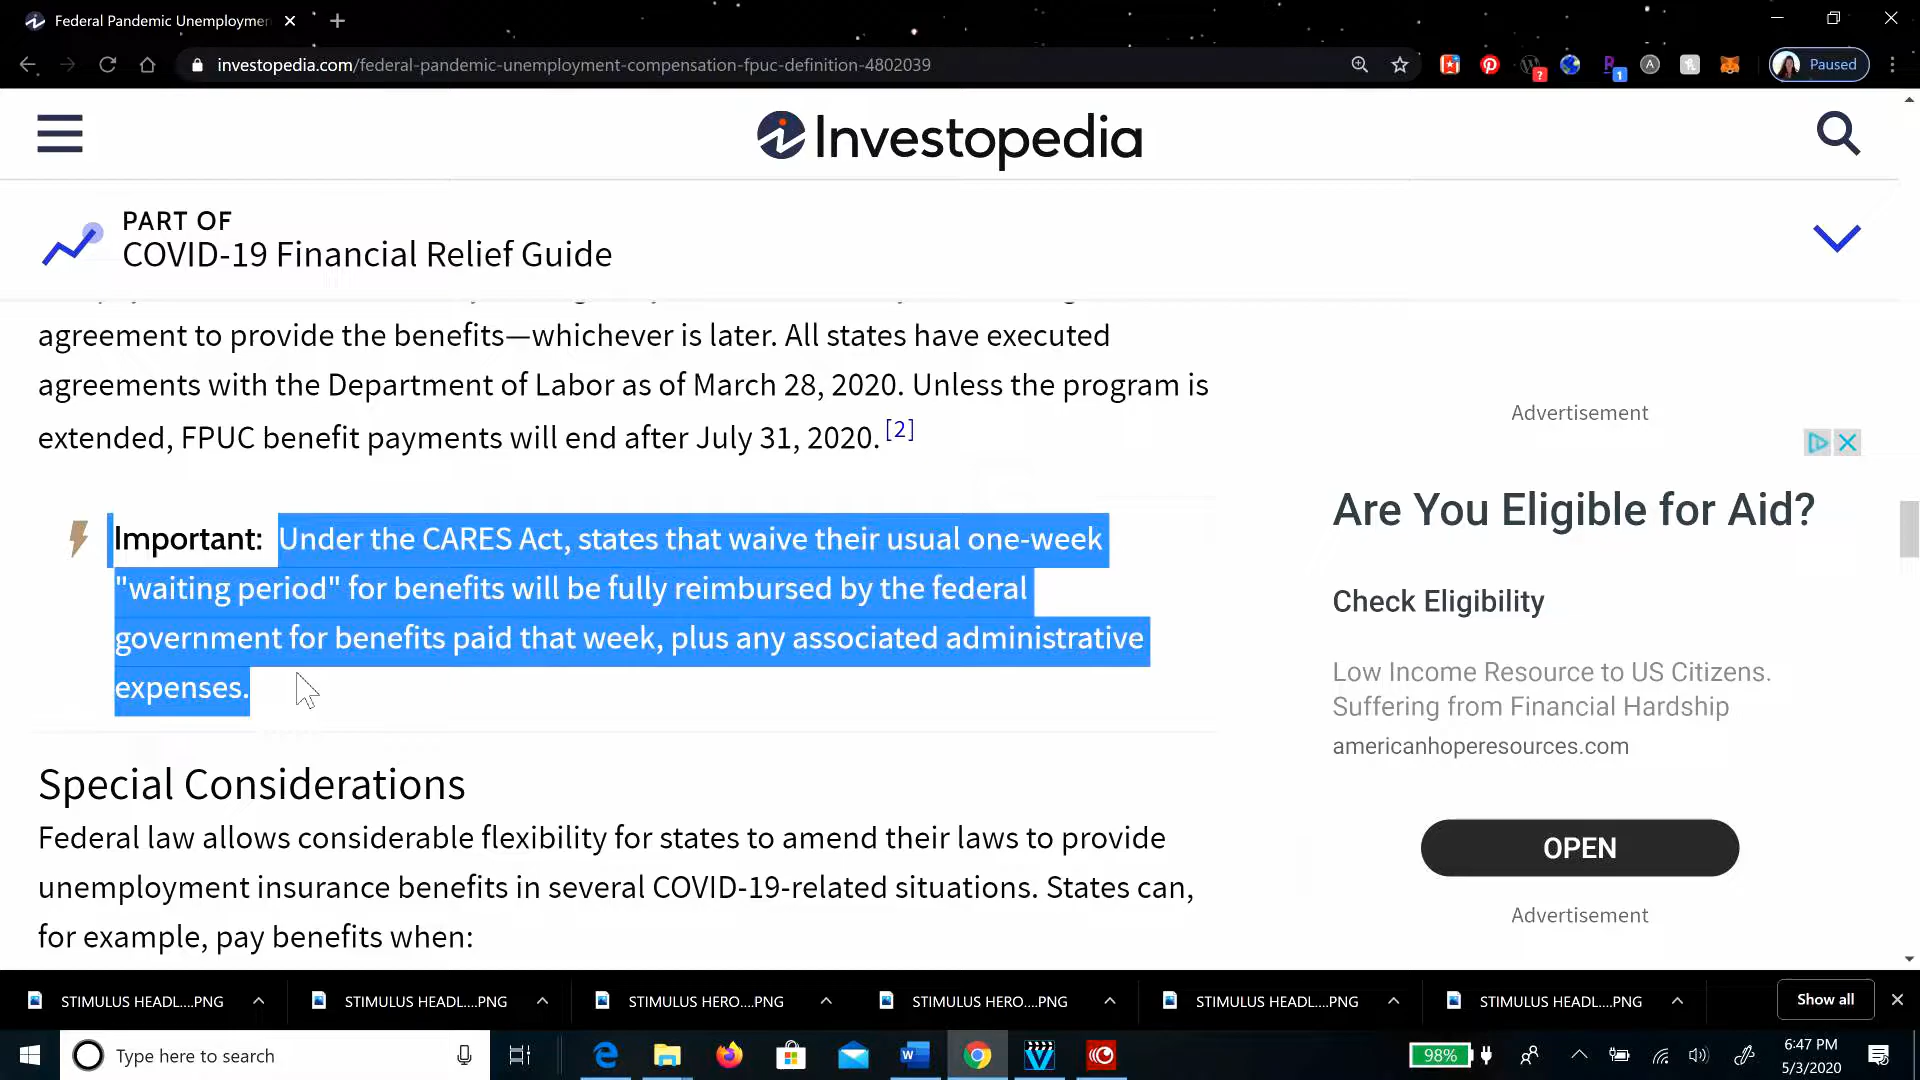 Federal Pandemic Unemploymen
investopedia.com/federal-pandemic-unemployment-compensation-fpuc-definition-4802039
Paused
Investopedia
PART OF
COVID-19 Financial Relief Guide
agreement to provide the benefits—whichever is later. All states have executed
agreements with the Department of Labor as of March 28, 2020. Unless the program is
extended, FPUC benefit payments will end after July 31, 2020. [2]
Important: Under the CARES Act, states that waive their usual one-week
"waiting period" for benefits will be fully reimbursed by the federal
government for benefits paid that week, plus any associated administrative
expenses.
Special Considerations
Federal law allows considerable flexibility for states to amend their laws to provide
unemployment insurance benefits in several COVID-19-related situations. States can,
for example, pay benefits when:
Advertisement
Are You Eligible for Aid?
Check Eligibility
Low Income Resource to US Citizens.
Suffering from Financial Hardship
americanhoperesources.com
OPEN
Advertisement
STIMULUS HEADL....PNG
STIMULUS HEADL....PNG
STIMULUS HERO....PNG
STIMULUS HERO....PNG
STIMULUS HEADL....PNG
STIMULUS HEADL....PNG
Show all
Type here to search
98%
6:47 PM
5/3/2020